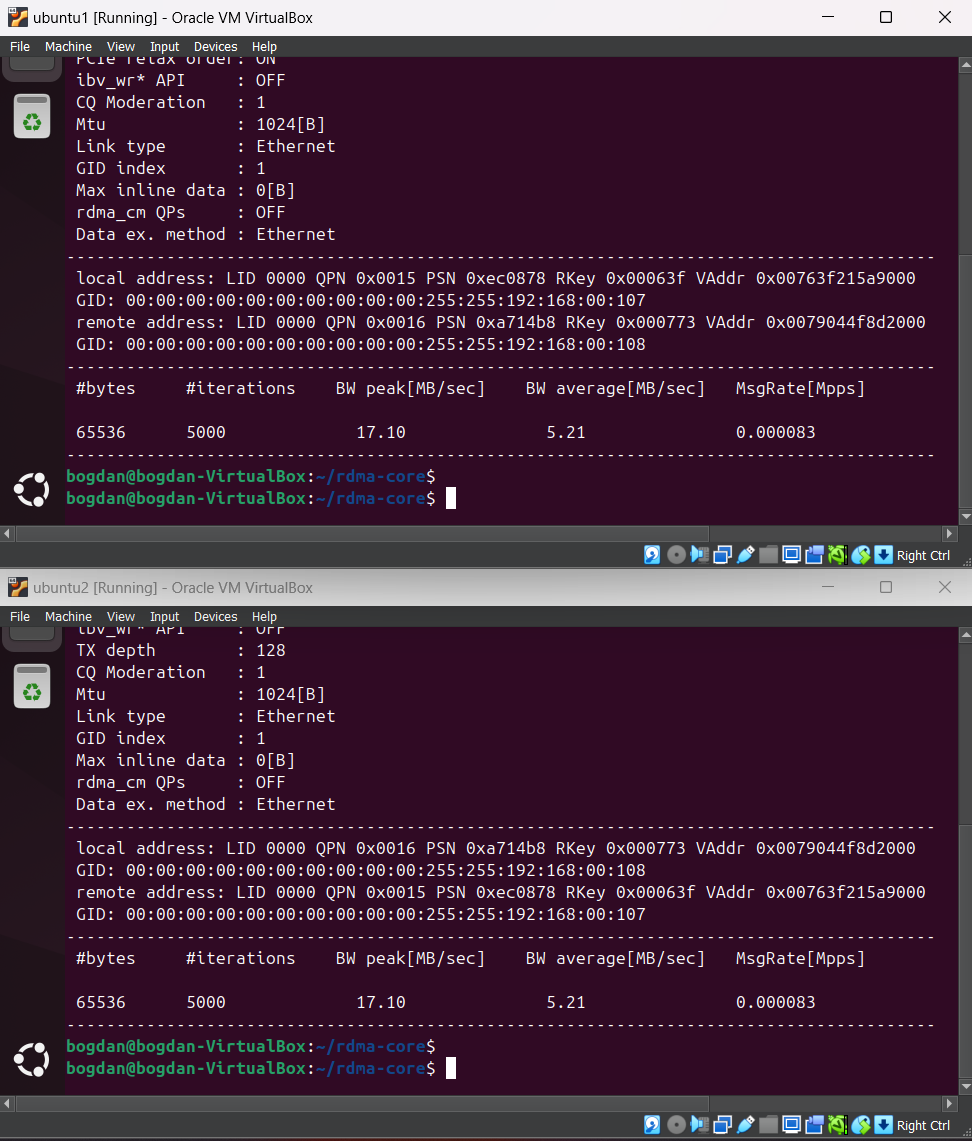 ubuntu1 [Running] - Oracle VM VirtualBox
File Machine View Input Devices Help
PCIe relax order: ON
ibv_wr* API : OFF
CQ Moderation : 1
Mtu : 1024[B]
Link type : Ethernet
GID index : 1
Max inline data : 0[B]
rdma_cm QPs : OFF
Data ex. method : Ethernet
---------------------------------------------------------------------------------------
local address: LID 0000 QPN 0x0015 PSN 0xec0878 RKey 0x00063f VAddr 0x00763f215a9000
GID: 00:00:00:00:00:00:00:00:00:00:255:255:192:168:00:107
remote address: LID 0000 QPN 0x0016 PSN 0xa714b8 RKey 0x000773 VAddr 0x0079044f8d2000
GID: 00:00:00:00:00:00:00:00:00:00:255:255:192:168:00:108
---------------------------------------------------------------------------------------
#bytes #iterations BW peak[MB/sec] BW average[MB/sec] MsgRate[Mpps]
65536 5000 17.10 5.21 0.000083
---------------------------------------------------------------------------------------
bogdan@bogdan-VirtualBox:~/rdma-core$
bogdan@bogdan-VirtualBox:~/rdma-core$
Right Ctrl
ubuntu2 [Running] - Oracle VM VirtualBox
File Machine View Input Devices Help
ibv_wr* API : OFF
TX depth : 128
CQ Moderation : 1
Mtu : 1024[B]
Link type : Ethernet
GID index : 1
Max inline data : 0[B]
rdma_cm QPs : OFF
Data ex. method : Ethernet
---------------------------------------------------------------------------------------
local address: LID 0000 QPN 0x0016 PSN 0xa714b8 RKey 0x000773 VAddr 0x0079044f8d2000
GID: 00:00:00:00:00:00:00:00:00:00:255:255:192:168:00:108
remote address: LID 0000 QPN 0x0015 PSN 0xec0878 RKey 0x00063f VAddr 0x00763f215a9000
GID: 00:00:00:00:00:00:00:00:00:00:255:255:192:168:00:107
---------------------------------------------------------------------------------------
#bytes #iterations BW peak[MB/sec] BW average[MB/sec] MsgRate[Mpps]
65536 5000 17.10 5.21 0.000083
---------------------------------------------------------------------------------------
bogdan@bogdan-VirtualBox:~/rdma-core$
bogdan@bogdan-VirtualBox:~/rdma-core$
Right Ctrl